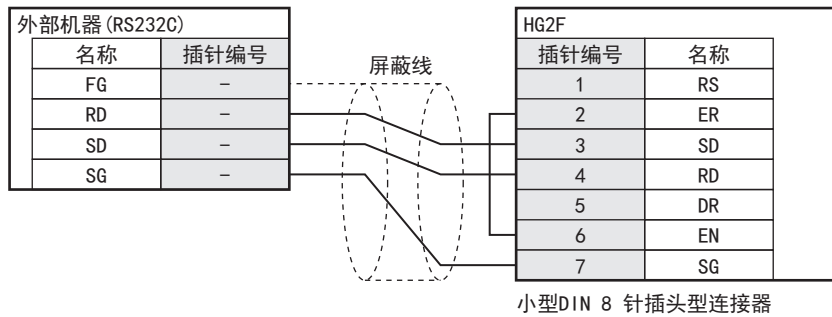 外部机器(RS232C)
名称 插针编号
FG -
RD -
SD -
SG -
屏蔽线
HG2F
插针编号 名称
1 RS
2 ER
3 SD
4 RD
5 DR
6 EN
7 SG
小型DIN 8 针插头型连接器